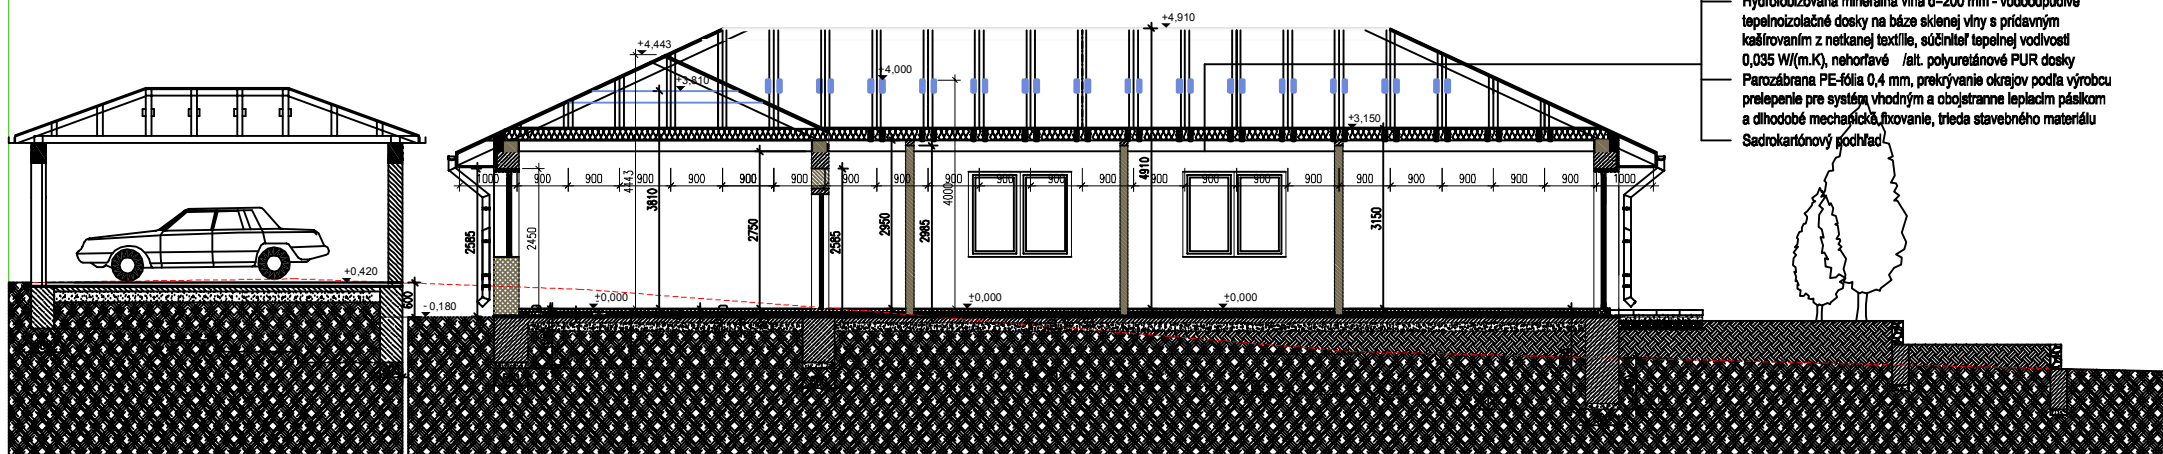 Hydrofobizovaná minerálna vlna d=200 mm - vodoodpudivé
tepelnoizolačné dosky na báze sklenej vlny s prídavným
kašírovaním z netkanej textílie, súčiniteľ tepelnej vodivosti
0,035 W/(m.K), nehorľavé /alt. polyuretánové PUR dosky
Parozábrana PE-fólia 0,4 mm, prekrývanie okrajov podľa výrobcu
prelepenie pre systém vhodným a obojstranne lepiacim pásikom
a dlhodobé mechanické fixovanie, trieda stavebného materiálu
Sadrokartónový podhľad
+4,910
+4,443
+3,810
+4,000
+3,150
1000 900 900 900 900 900 900 900 900 900 900 900 900 900 900 900 900 900 900 900 900 900 1000
4443
3810
2750
2585
2450
2585
2950
2985
4000
4910
3150
+0,420
600
-0,180
±0,000
±0,000
±0,000